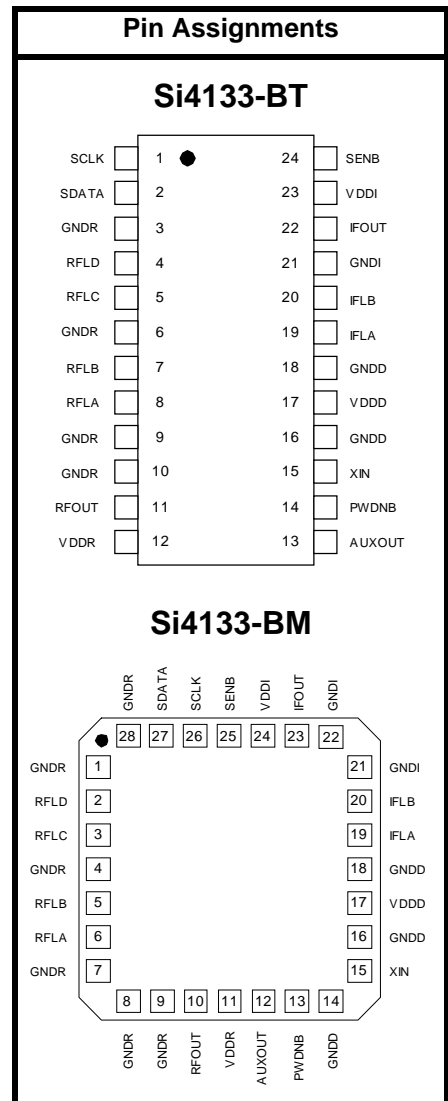 Pin Assignments
Si4133-BT
SCLK 1 24 SENB
SDATA 2 23 VDDI
GNDR 3 22 IFOUT
RFLD 4 21 GNDI
RFLC 5 20 IFLB
GNDR 6 19 IFLA
RFLB 7 18 GNDD
RFLA 8 17 VDDD
GNDR 9 16 GNDD
GNDR 10 15 XIN
RFOUT 11 14 PWDNB
VDDR 12 13 AUXOUT
Si4133-BM
GNDR SDATA SCLK SENB VDDI IFOUT GNDI
28 27 26 25 24 23 22
GNDR 1 21 GNDI
RFLD 2 20 IFLB
RFLC 3 19 IFLA
GNDR 4 18 GNDD
RFLB 5 17 VDDD
RFLA 6 16 GNDD
GNDR 7 15 XIN
8 9 10 11 12 13 14
GNDR GNDR RFOUT VDDR AUXOUT PWDNB GNDD